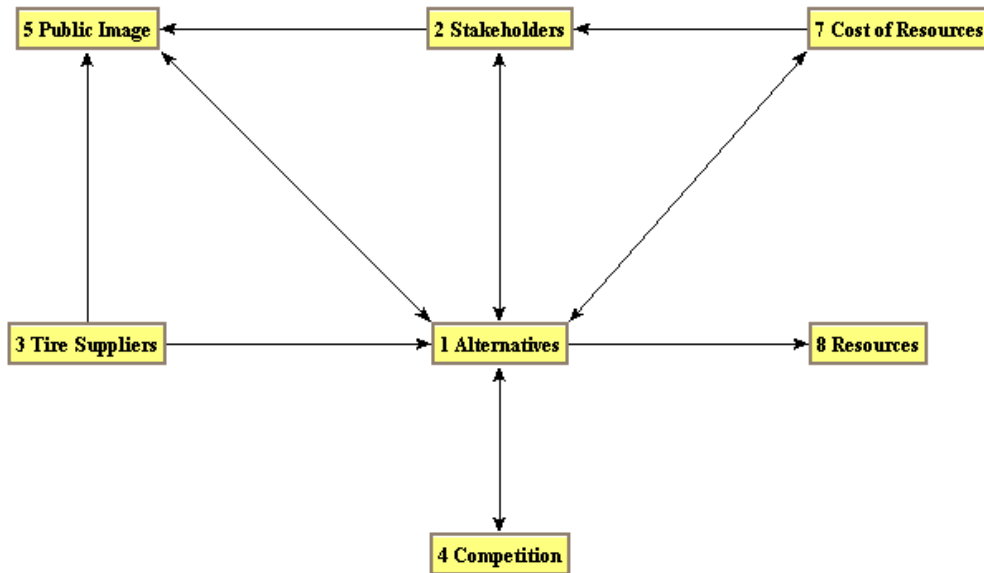 5 Public Image
2 Stakeholders
7 Cost of Resources
3 Tire Suppliers
1 Alternatives
8 Resources
4 Competition